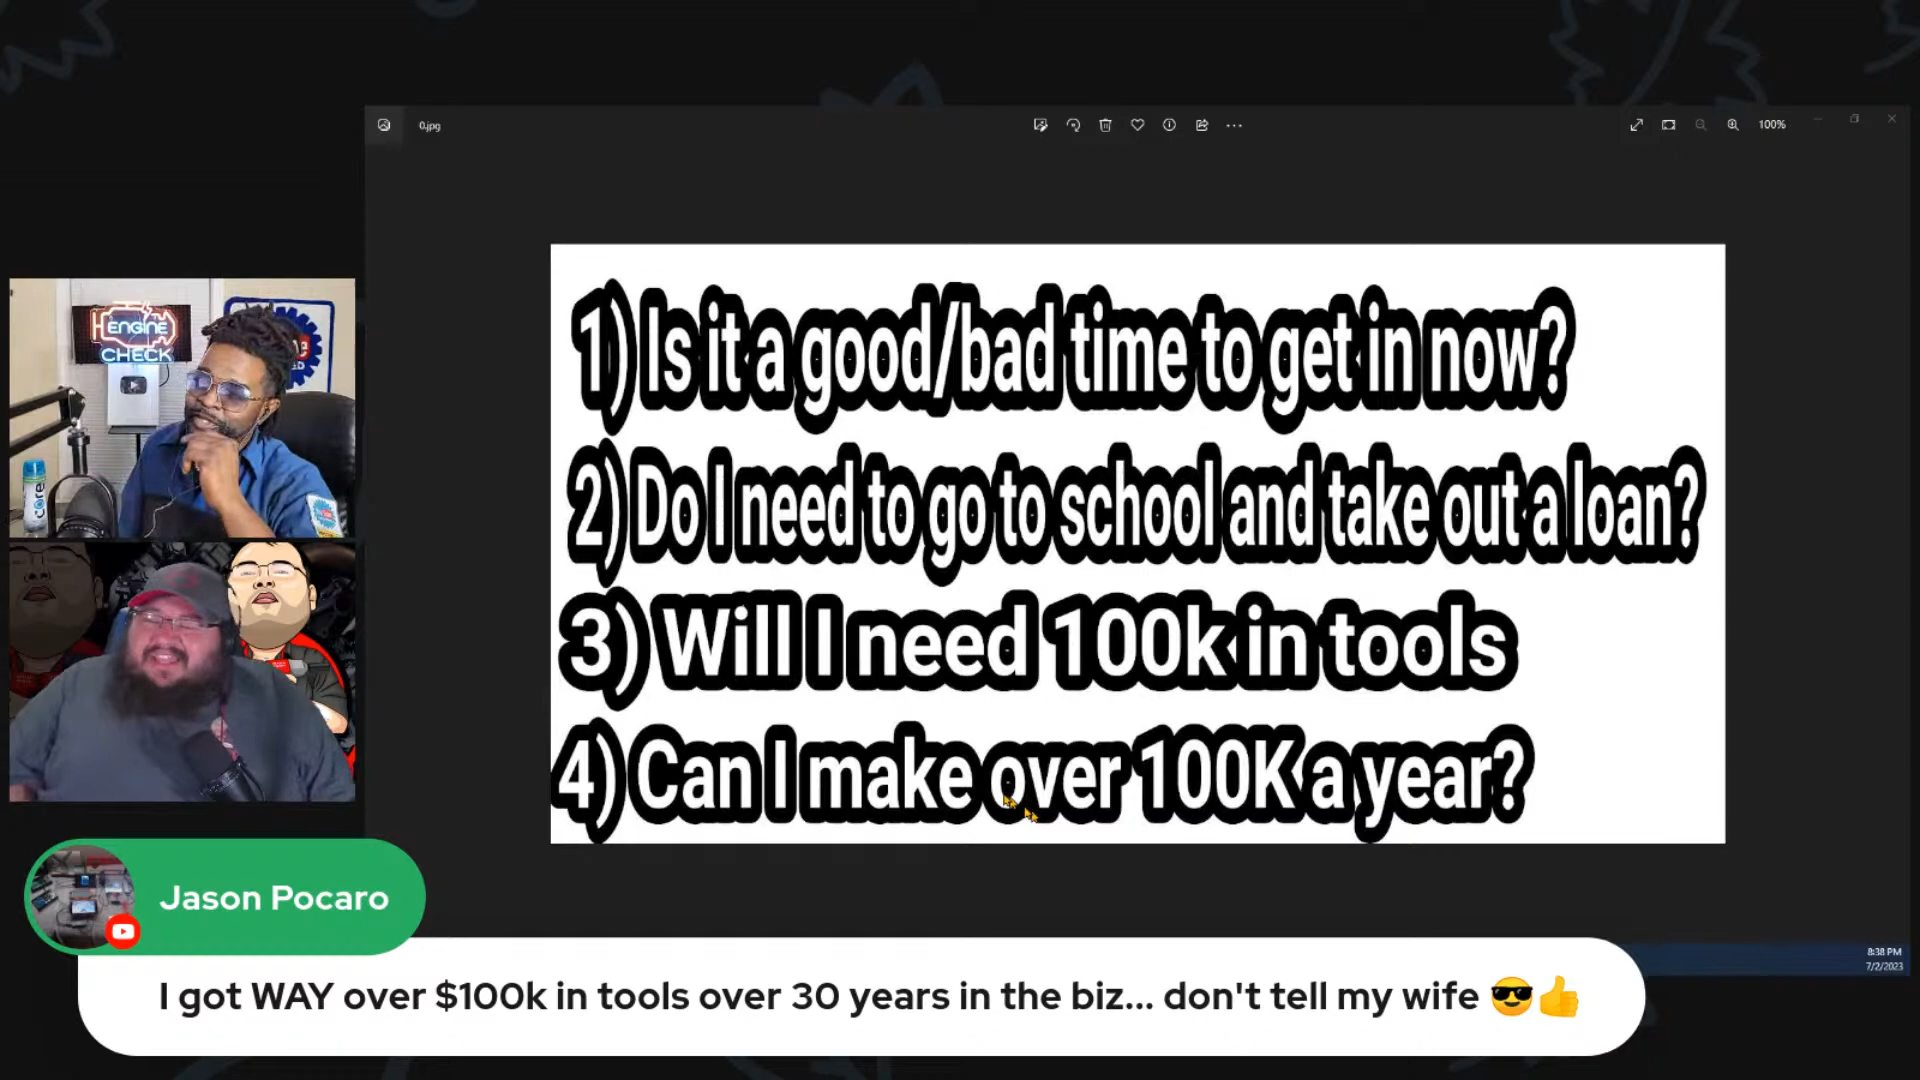 0.jpg
100%
1) Is it a good/bad time to get in now?
2) Do I need to go to school and take out a loan?
3) Will I need 100k in tools
4) Can I make over 100K a year?
ENGINE
CHECK
core
Jason Pocaro
I got WAY over $100k in tools over 30 years in the biz... don't tell my wife 😎👍
8:38 PM
7/2/2023